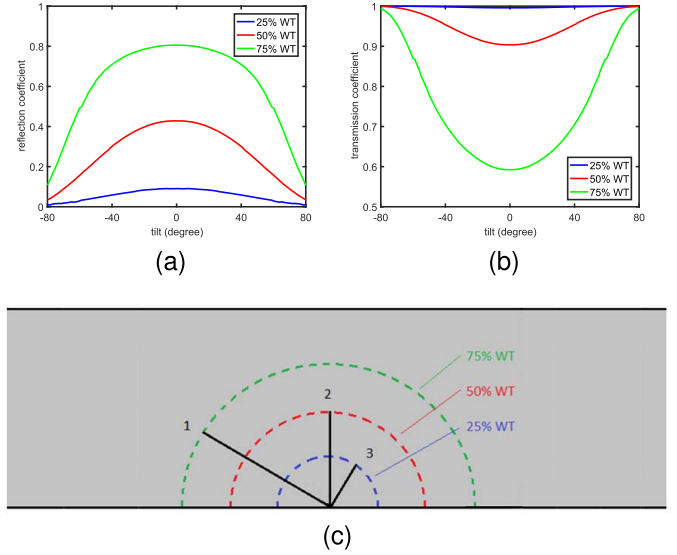 1
0.8
0.6
0.4
0.2
0
reflection coefficient
25% WT
50% WT
75% WT
-80
-40
0
40
80
tilt (degree)
(a)
1
0.9
0.8
0.7
0.6
0.5
transmission coefficient
25% WT
50% WT
75% WT
-80
-40
0
40
80
tilt (degree)
(b)
75% WT
50% WT
25% WT
1
2
3
(c)